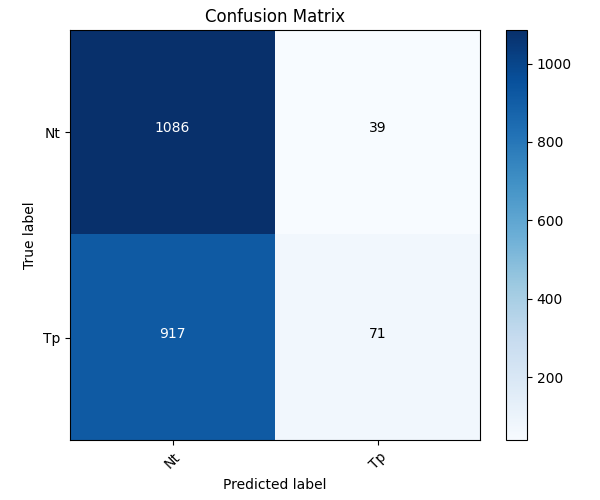 Confusion Matrix
Nt
1086
39
1000
800
600
True label
Tp
917
71
400
200
Nt
Tp
Predicted label